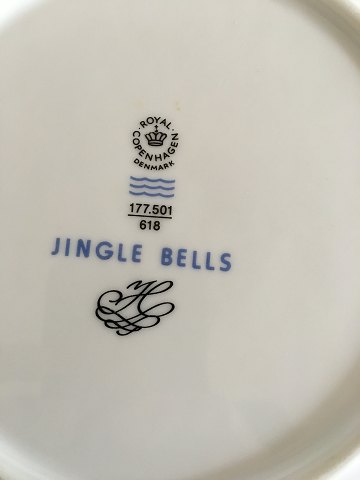 ROYAL
COPENHAGEN
DENMARK
177.501
618
JINGLE BELLS